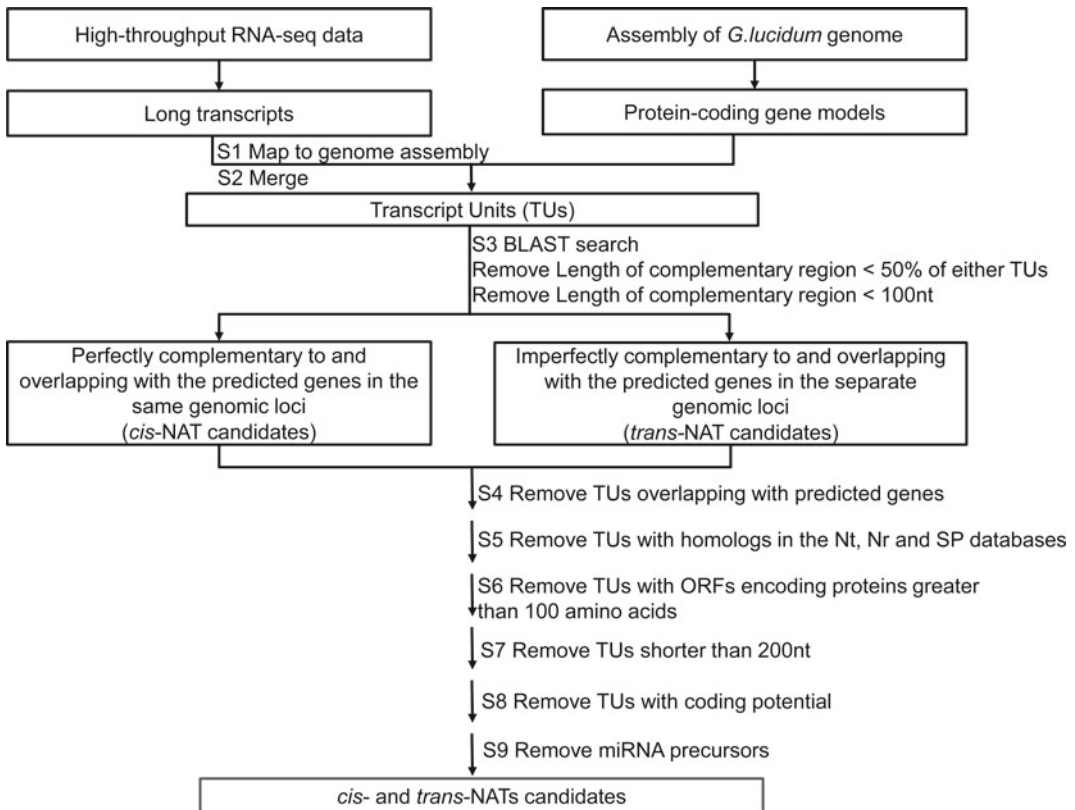 High-throughput RNA-seq data
Assembly of G.lucidum genome
Long transcripts
Protein-coding gene models
S1 Map to genome assembly
S2 Merge
Transcript Units (TUs)
S3 BLAST search
Remove Length of complementary region < 50% of either TUs
Remove Length of complementary region < 100nt
Perfectly complementary to and
overlapping with the predicted genes in the
same genomic loci
(cis-NAT candidates)
Imperfectly complementary to and overlapping
with the predicted genes in the separate
genomic loci
(trans-NAT candidates)
S4 Remove TUs overlapping with predicted genes
S5 Remove TUs with homologs in the Nt, Nr and SP databases
S6 Remove TUs with ORFs encoding proteins greater
than 100 amino acids
S7 Remove TUs shorter than 200nt
S8 Remove TUs with coding potential
S9 Remove miRNA precursors
cis- and trans-NATs candidates